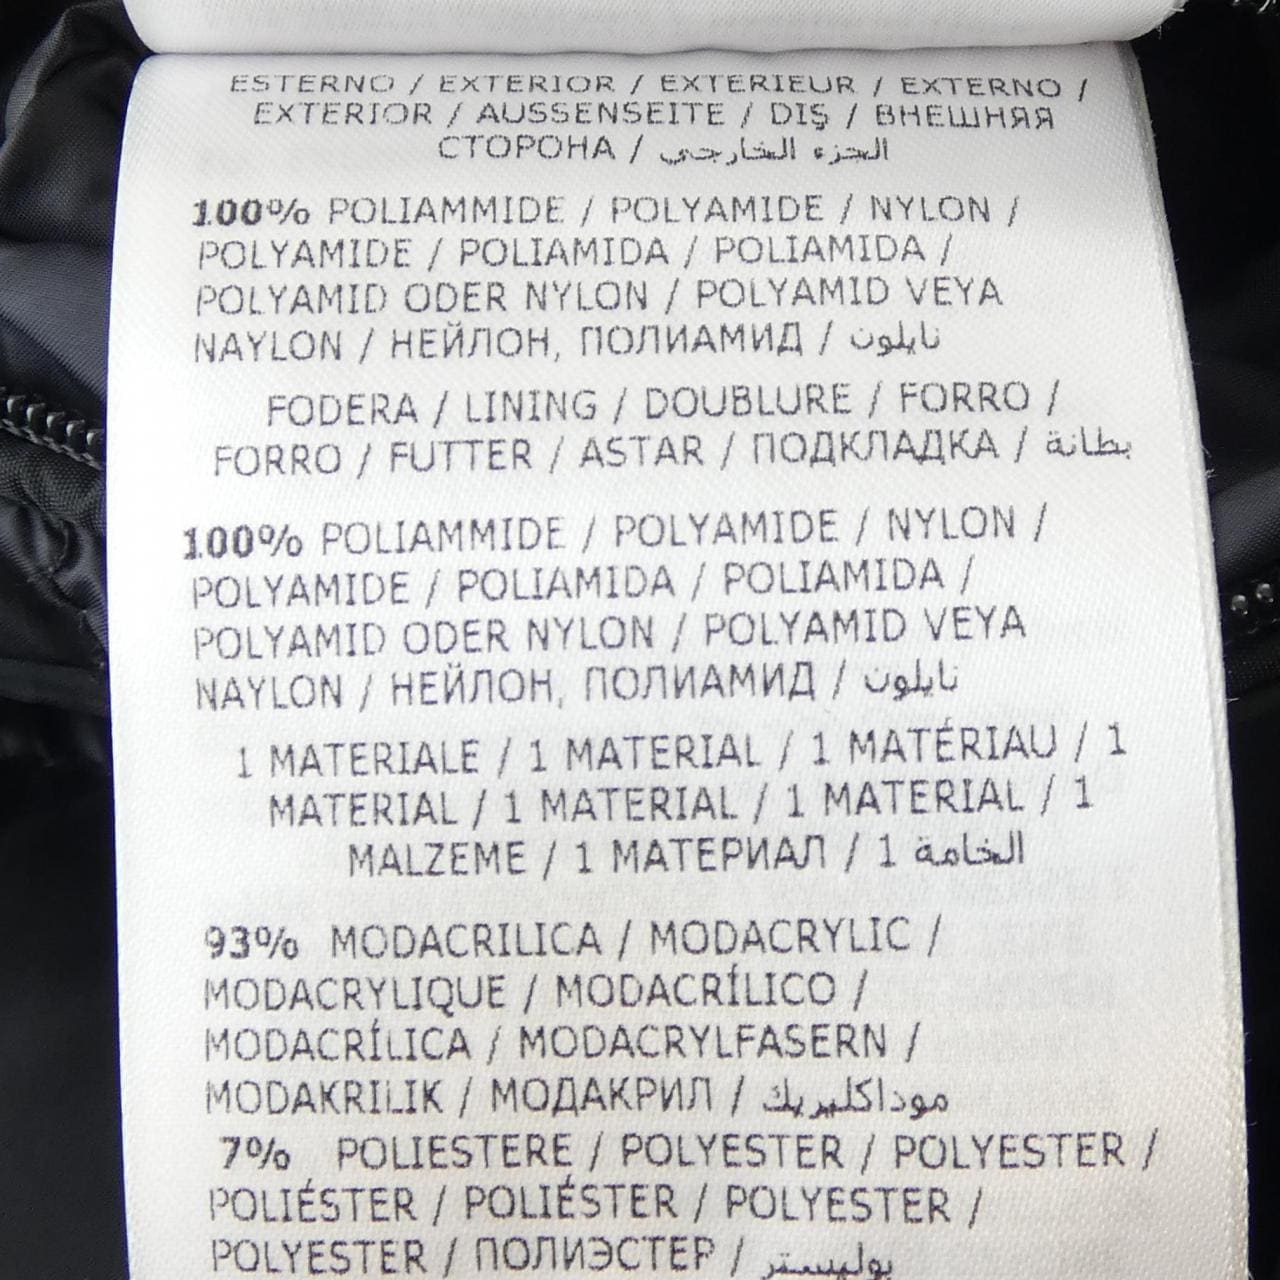 ESTERNO / EXTERIOR / EXTERIEUR / EXTERNO /
EXTERIOR / AUSSENSEITE / DIŞ / ВНЕШНЯЯ
СТОРОНА / الجزء الخارجي
100% POLIAMMIDE / POLYAMIDE / NYLON /
POLYAMIDE / POLIAMIDA / POLIAMIDA /
POLYAMID ODER NYLON / POLYAMID VEYA
NAYLON / НЕЙЛОН, ПОЛИАМИД / نايلون
FODERA / LINING / DOUBLURE / FORRO /
FORRO / FUTTER / ASTAR / ПОДКЛАДКА / بطانة
100% POLIAMMIDE / POLYAMIDE / NYLON /
POLYAMIDE / POLIAMIDA / POLIAMIDA /
POLYAMID ODER NYLON / POLYAMID VEYA
NAYLON / НЕЙЛОН, ПОЛИАМИД / نايلون
1 MATERIALE / 1 MATERIAL / 1 MATÉRIAU / 1
MATERIAL / 1 MATERIAL / 1 MATERIAL / 1
MALZEME / 1 МАТЕРИАЛ / 1 الخامة
93% MODACRILICA / MODACRYLIC /
MODACRYLIQUE / MODACRÍLICO /
MODACRÍLICA / MODACRYLFASERN /
MODAKRILIK / МОДАКРИЛ / موداكليريك
7% POLIESTERE / POLYESTER / POLYESTER /
POLIÉSTER / POLIÉSTER / POLYESTER /
POLYESTER / ПОЛИЭСТЕР / بوليستر